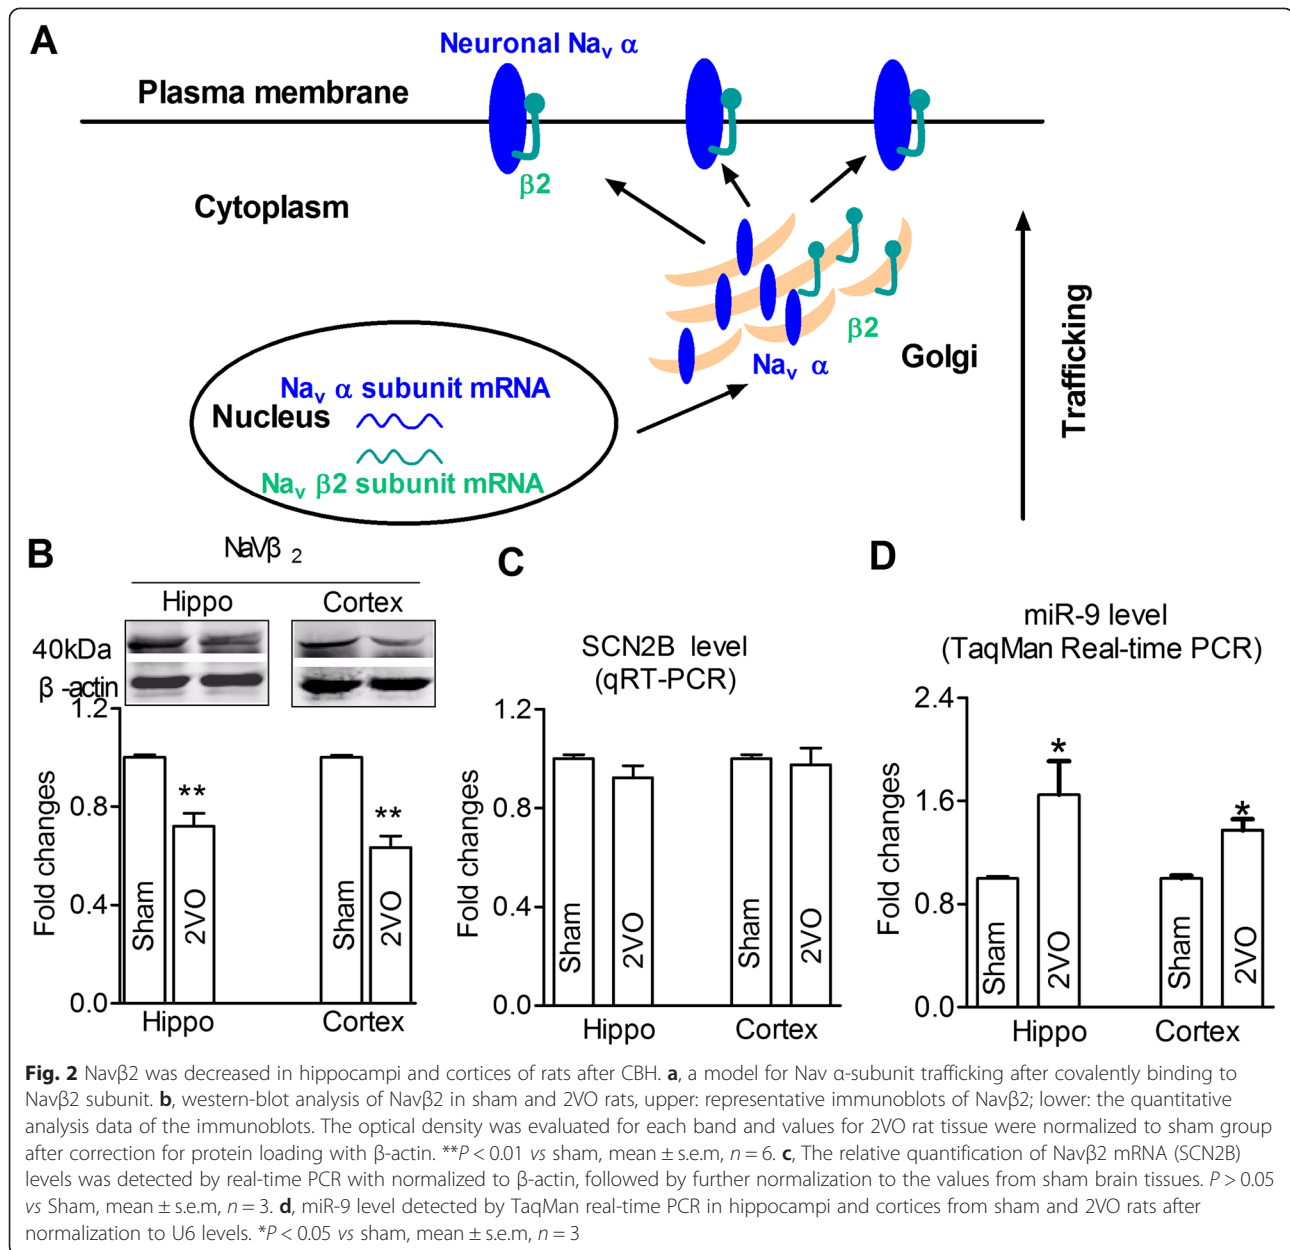 A
Neuronal Nav α
Plasma membrane
β2
Cytoplasm
β2
Nav α
Golgi
Trafficking
Nav α subunit mRNA
Nucleus
Nav β2 subunit mRNA
B
NaVβ 2
Hippo Cortex
40kDa
β -actin
1.2
0.8
0.4
0.0
Fold changes
** **
Sham 2VO Sham 2VO
Hippo Cortex
C
SCN2B level
(qRT-PCR)
1.2
0.8
0.4
0.0
Fold changes
Sham 2VO Sham 2VO
Hippo Cortex
D
miR-9 level
(TaqMan Real-time PCR)
2.4
1.6
0.8
0.0
Fold changes
* *
Sham 2VO Sham 2VO
Hippo Cortex
Fig. 2 Navβ2 was decreased in hippocampi and cortices of rats after CBH. a, a model for Nav α-subunit trafficking after covalently binding to
Navβ2 subunit. b, western-blot analysis of Navβ2 in sham and 2VO rats, upper: representative immunoblots of Navβ2; lower: the quantitative
analysis data of the immunoblots. The optical density was evaluated for each band and values for 2VO rat tissue were normalized to sham group
after correction for protein loading with β-actin. **P < 0.01 vs sham, mean ± s.e.m, n = 6. c, The relative quantification of Navβ2 mRNA (SCN2B)
levels was detected by real-time PCR with normalized to β-actin, followed by further normalization to the values from sham brain tissues. P > 0.05
vs Sham, mean ± s.e.m, n = 3. d, miR-9 level detected by TaqMan real-time PCR in hippocampi and cortices from sham and 2VO rats after
normalization to U6 levels. *P < 0.05 vs sham, mean ± s.e.m, n = 3